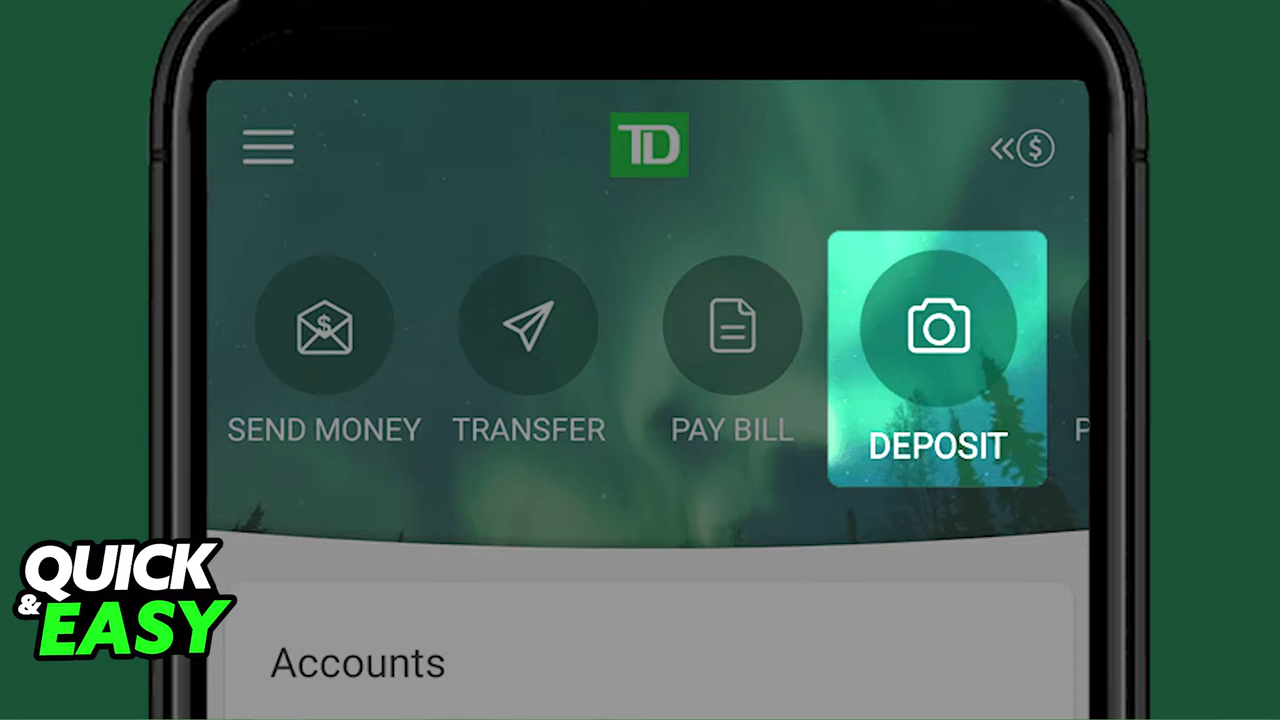 TD
$
$
SEND MONEY
TRANSFER
PAY BILL
DEPOSIT
P
QUICK
& EASY
Accounts